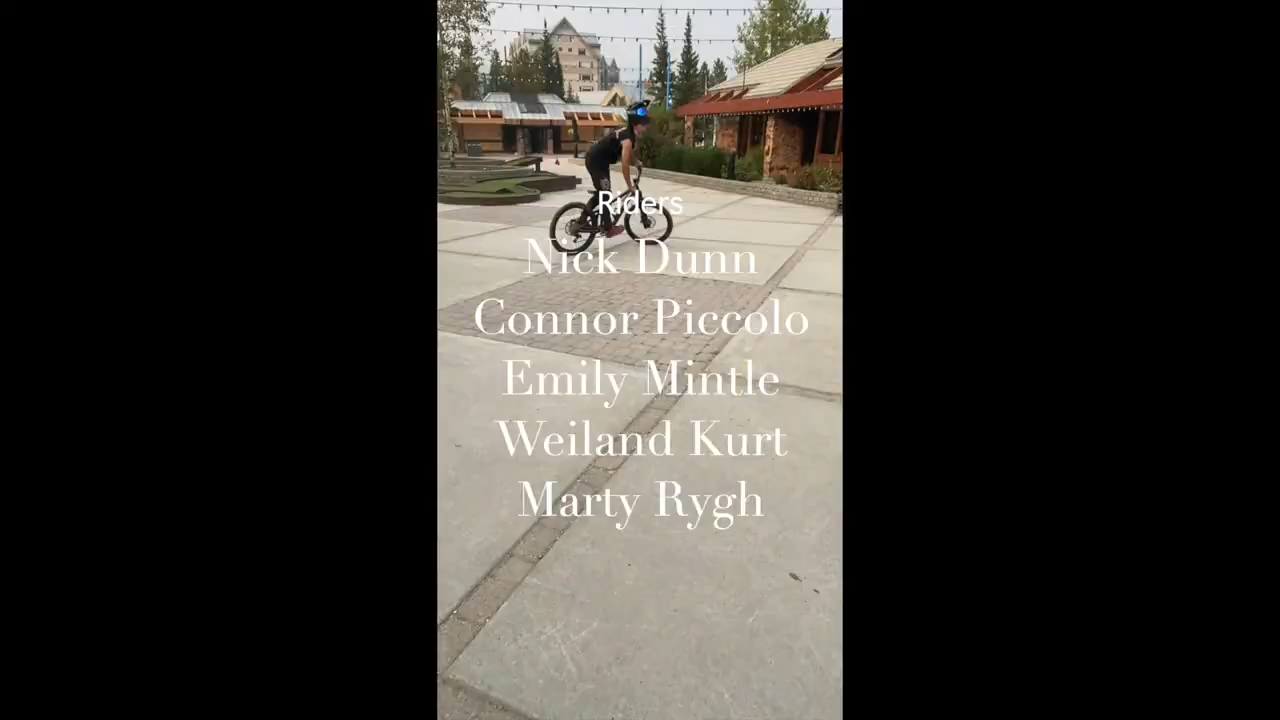 Riders
Nick Dunn
Connor Piccolo
Emily Mintle
Weiland Kurt
Marty Rygh